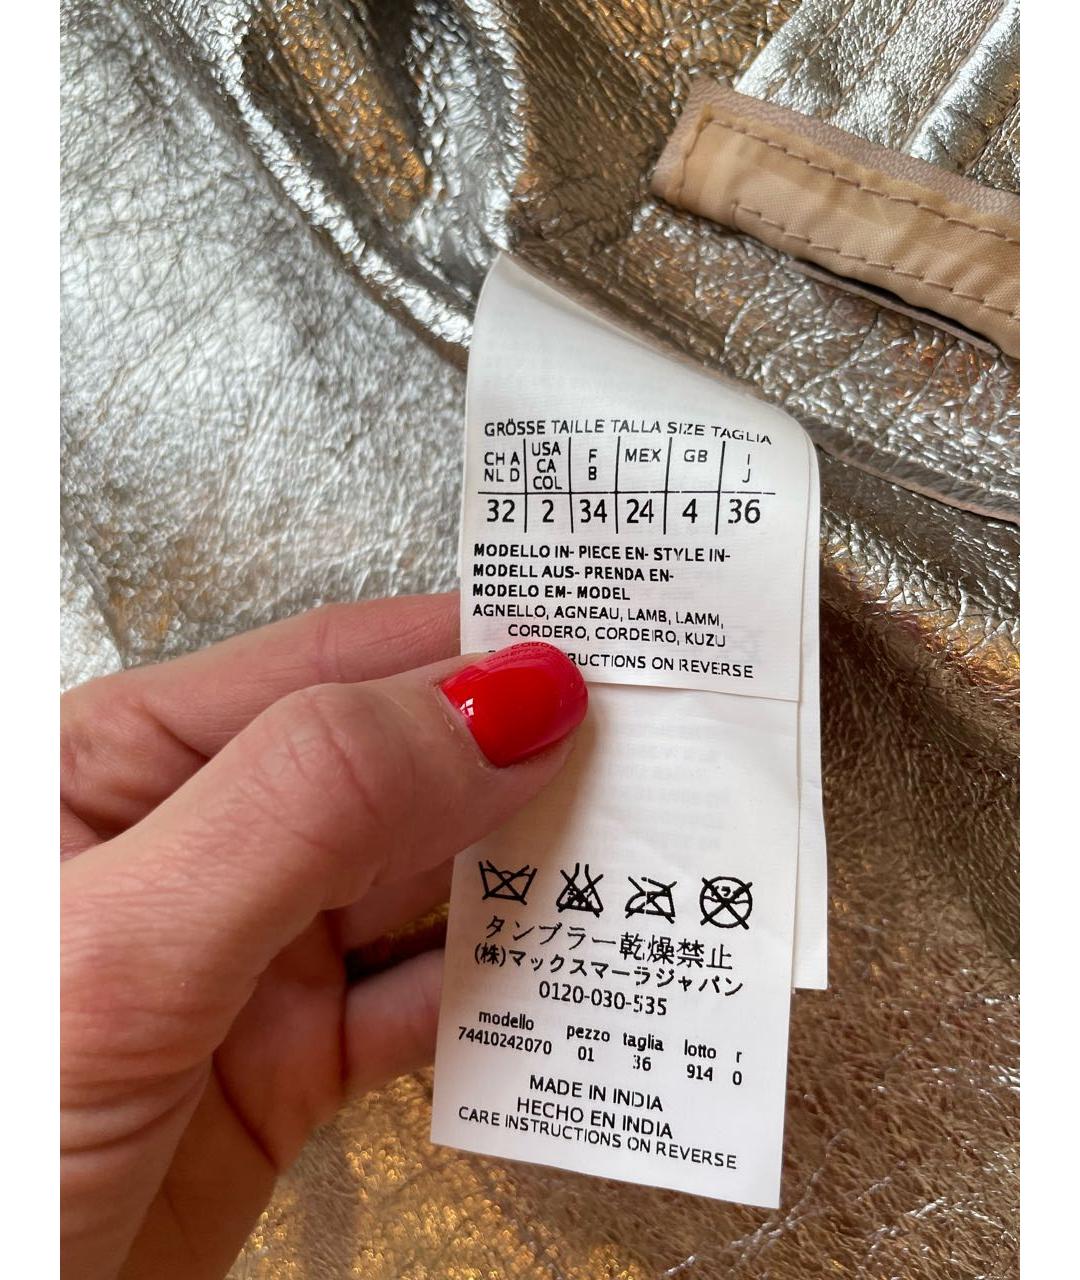 GRÖSSE TAILLE TALLA SIZE TAGLIA
CH A USA F MEX GB I
NL D CA B J
COL
32 2 34 24 4 36
MODELLO IN- PIECE EN- STYLE IN-
MODELL AUS- PRENDA EN-
MODELO EM- MODEL
AGNELLO, AGNEAU, LAMB, LAMM,
CORDERO, CORDEIRO, KUZU
ON REVERSE
タンブラー乾燥禁止
(株)マックスマーラジャパン
0120-030-535
modello pezzo taglia lotto r
74410242070 01 36 914 0
MADE IN INDIA
HECHO EN INDIA
CARE INSTRUCTIONS ON REVERSE